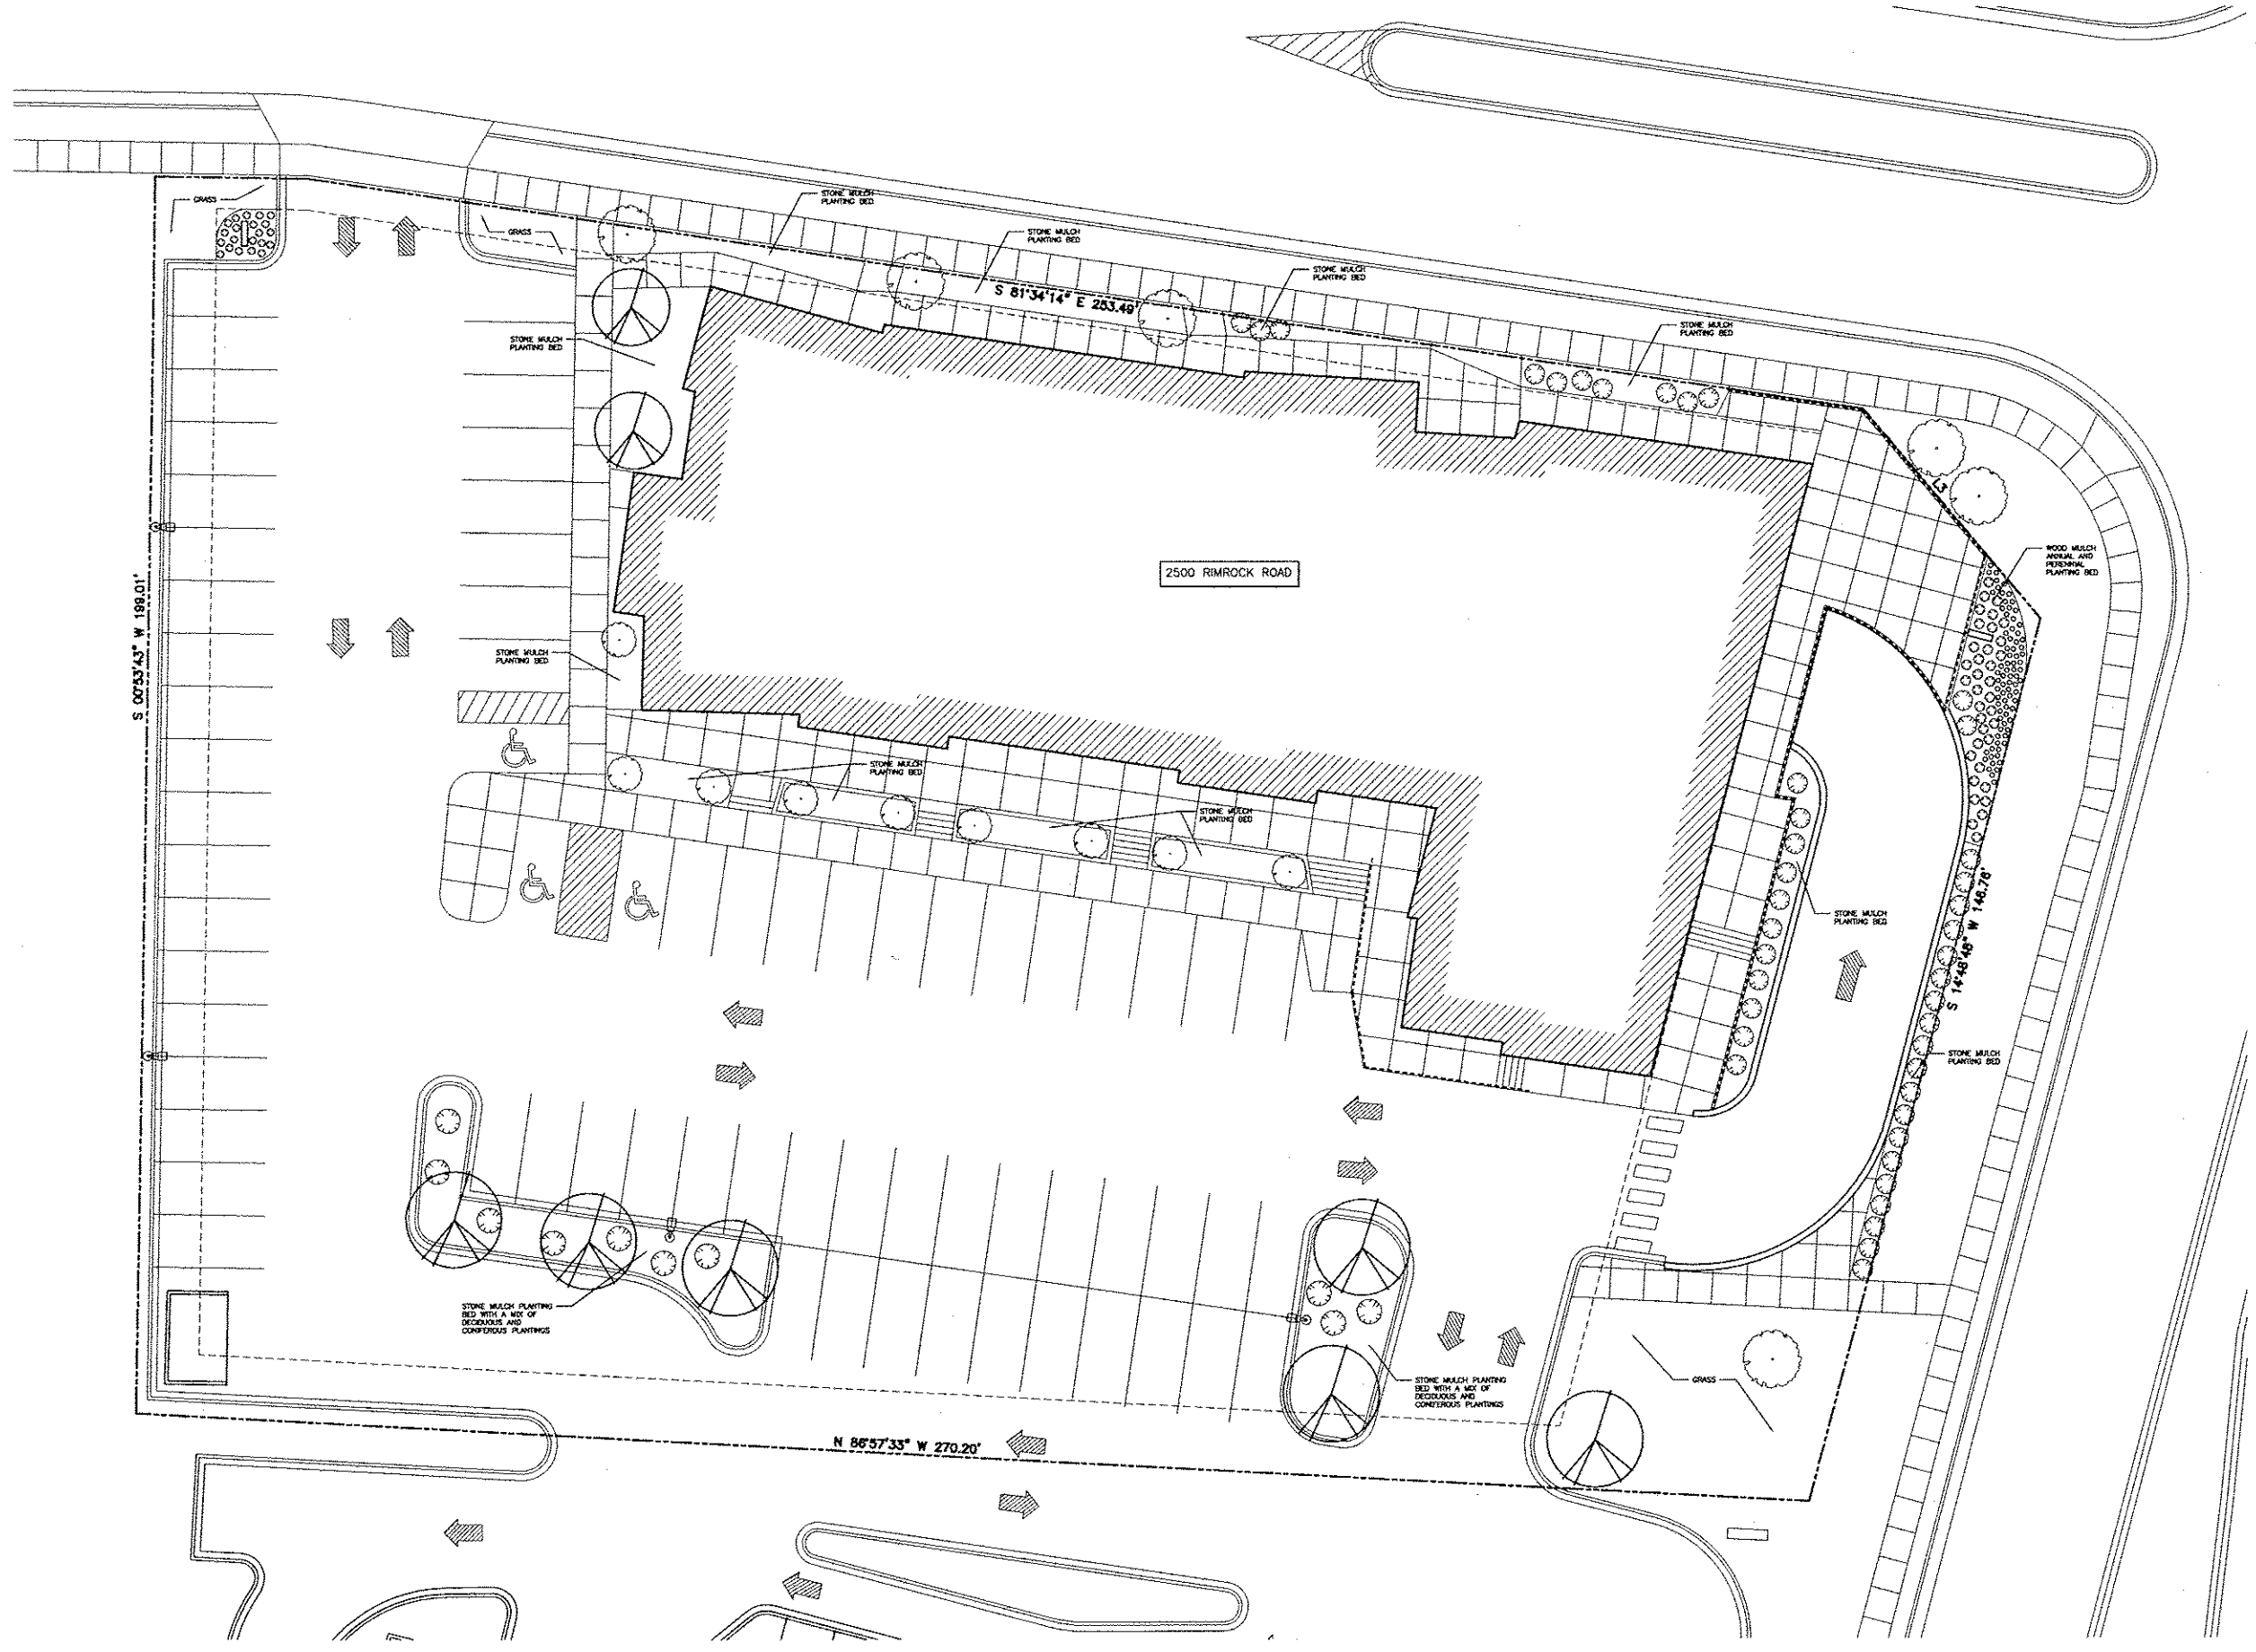 GRASS
STONE MULCH
PLANTING BED
GRASS
STONE MULCH
PLANTING BED
STONE MULCH
PLANTING BED
S 81°34'14" E 253.49'
STONE MULCH
PLANTING BED
STONE MULCH
PLANTING BED
L3
WOOD MULCH
ANNUAL AND
PERENNIAL
PLANTING BED
2500 RIMROCK ROAD
S 00°53'43" W 199.01'
STONE MULCH
PLANTING BED
STONE MULCH
PLANTING BED
STONE MULCH
PLANTING BED
STONE MULCH
PLANTING BED
S 14°48'48" W 146.76'
STONE MULCH
PLANTING BED
STONE MULCH PLANTING
BED WITH A MIX OF
DECIDUOUS AND
CONIFEROUS PLANTINGS
STONE MULCH PLANTING
BED WITH A MIX OF
DECIDUOUS AND
CONIFEROUS PLANTINGS
GRASS
N 86°57'33" W 270.20'